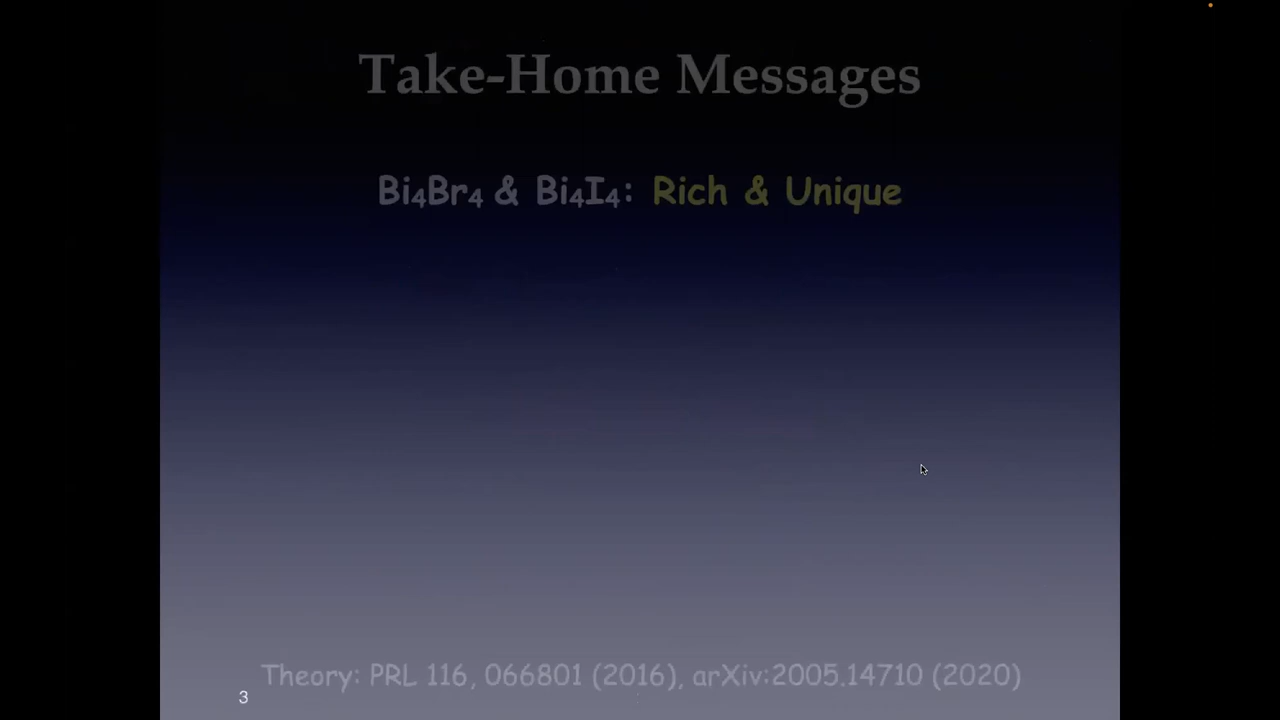 Take-Home Messages
Bi₄Br₄ & Bi₄I₄: Rich & Unique
Theory: PRL 116, 066801 (2016), arXiv:2005.14710 (2020)
3